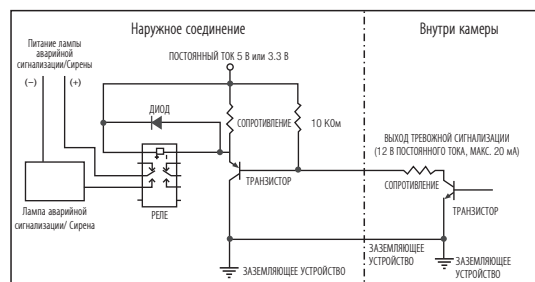 Наружное соединение
Внутри камеры
Питание лампы
аварийной
сигнализации/Сирены
(–)
(+)
ПОСТОЯННЫЙ ТОК 5 В или 3.3 В
ДИОД
СОПРОТИВЛЕНИЕ
10 КОм
ВЫХОД ТРЕВОЖНОЙ СИГНАЛИЗАЦИИ
(12 В ПОСТОЯННОГО ТОКА, МАКС. 20 мА)
ТРАНЗИСТОР
СОПРОТИВЛЕНИЕ
ТРАНЗИСТОР
Лампа аварийной
сигнализации/ Сирена
РЕЛЕ
ЗАЗЕМЛЯЮЩЕЕ УСТРОЙСТВО
ЗАЗЕМЛЯЮЩЕЕ
УСТРОЙСТВО
ЗАЗЕМЛЯЮЩЕЕ
УСТРОЙСТВО